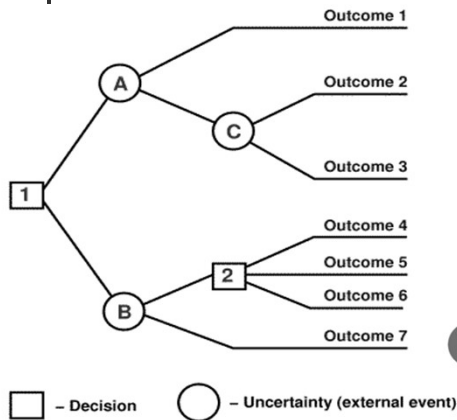 Outcome 1
A
Outcome 2
C
Outcome 3
1
Outcome 4
2
Outcome 5
Outcome 6
B
Outcome 7
– Decision
– Uncertainty (external event)